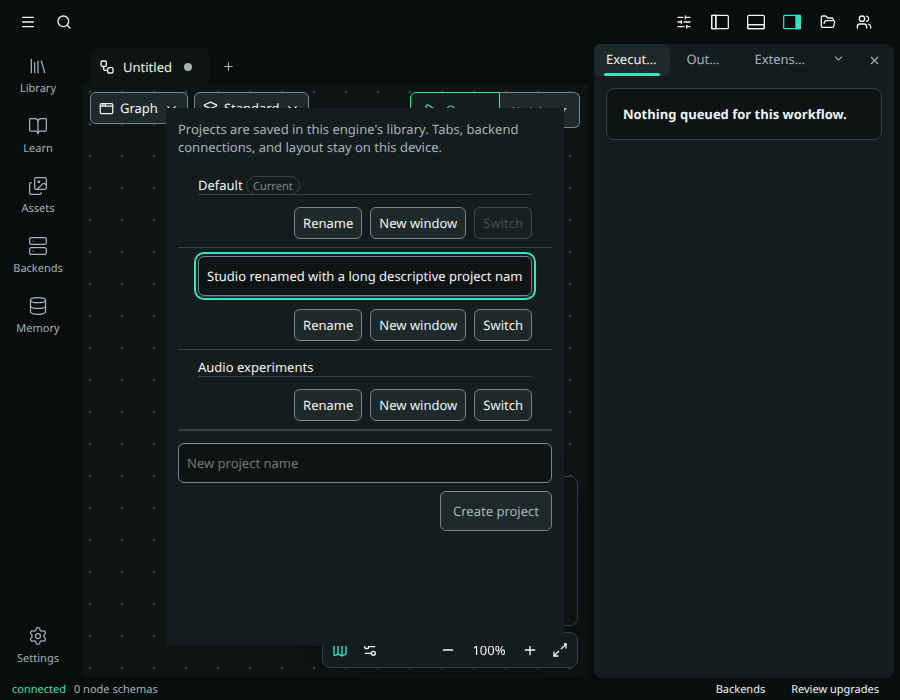 Untitled
Execut...
Out...
Extens...
Library
Learn
Assets
Backends
Memory
Settings
Graph
Standard
Projects are saved in this engine's library. Tabs, backend
connections, and layout stay on this device.
Default
Current
Rename
New window
Switch
Studio renamed with a long descriptive project nam
Rename
New window
Switch
Audio experiments
Rename
New window
Switch
New project name
Create project
Nothing queued for this workflow.
100%
connected
0 node schemas
Backends
Review upgrades